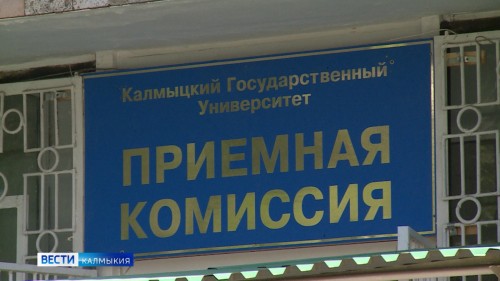 Калмыцкий Государственный
Университет
ПРИЕМНАЯ
КОМИССИЯ
ВЕСТИ КАЛМЫКИЯ